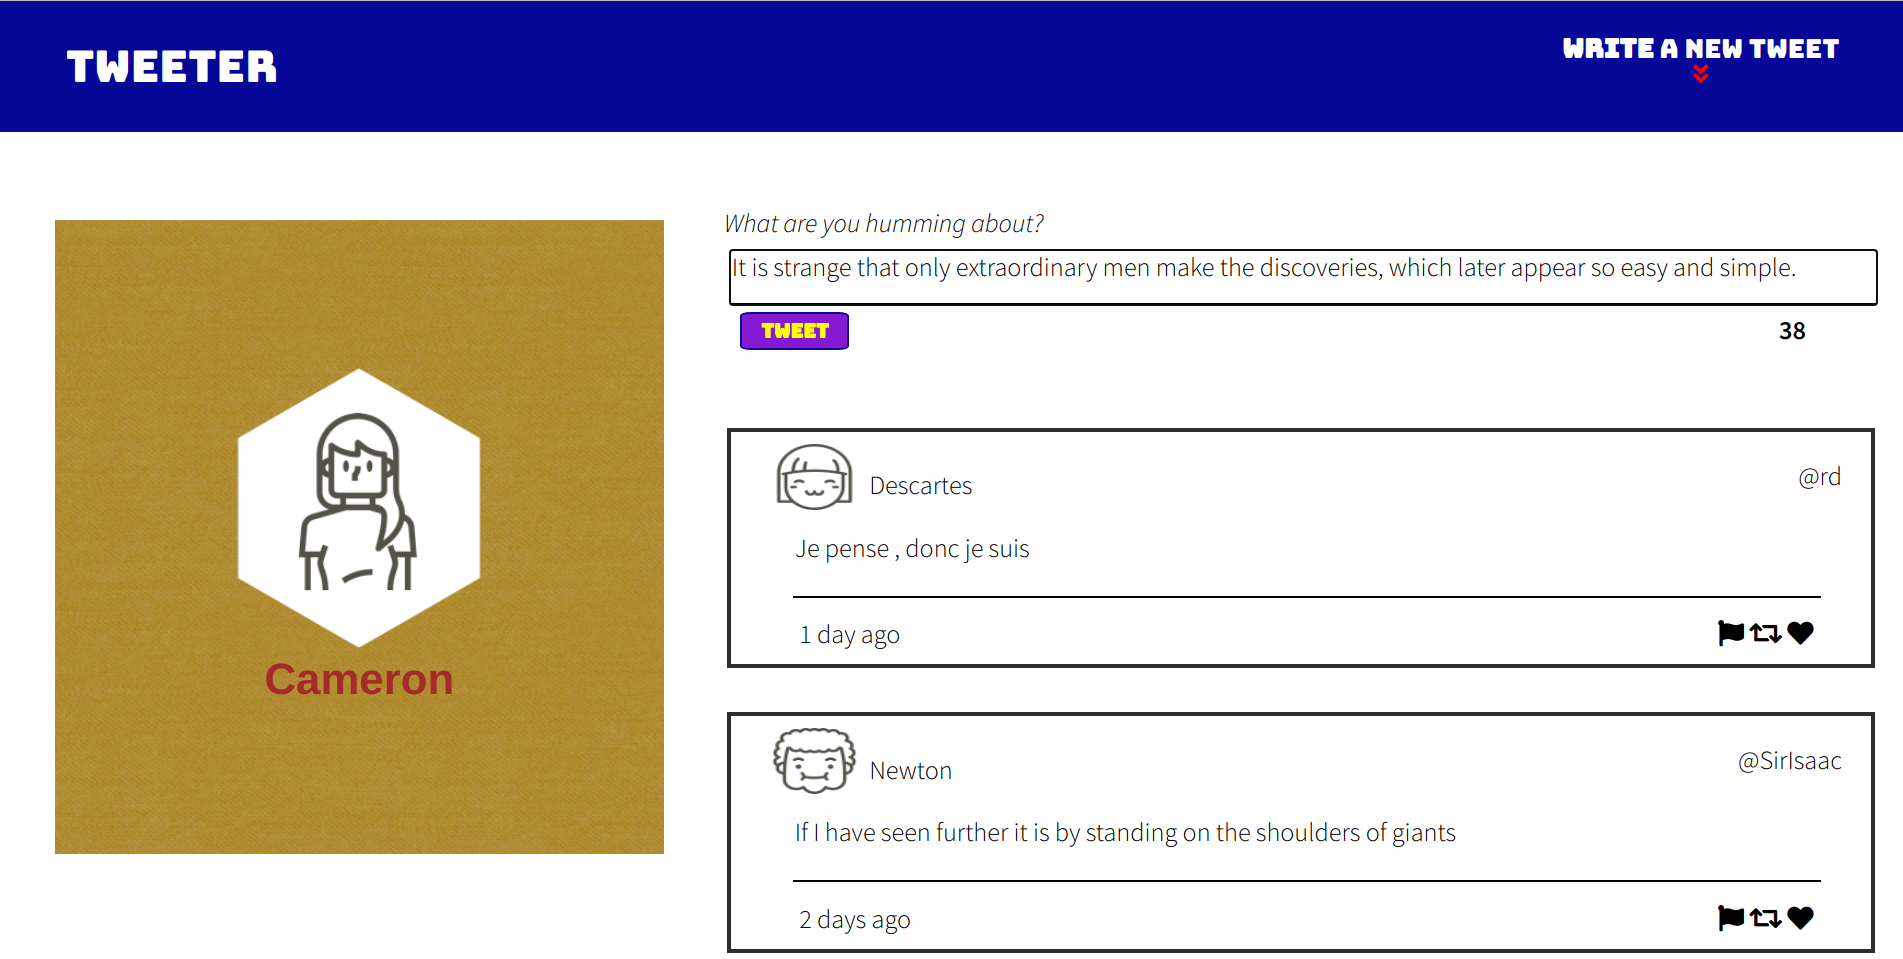 TWEETER
WRITE A NEW TWEET
Cameron
What are you humming about?
It is strange that only extraordinary men make the discoveries, which later appear so easy and simple.
TWEET
38
Descartes
@rd
Je pense , donc je suis
1 day ago
Newton
@SirIsaac
If I have seen further it is by standing on the shoulders of giants
2 days ago